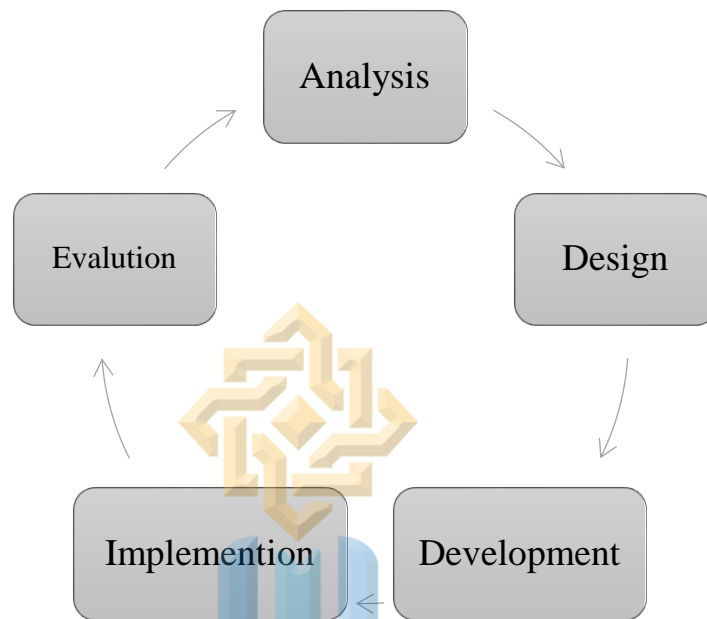 Analysis
Design
Development
Implemention
Evalution